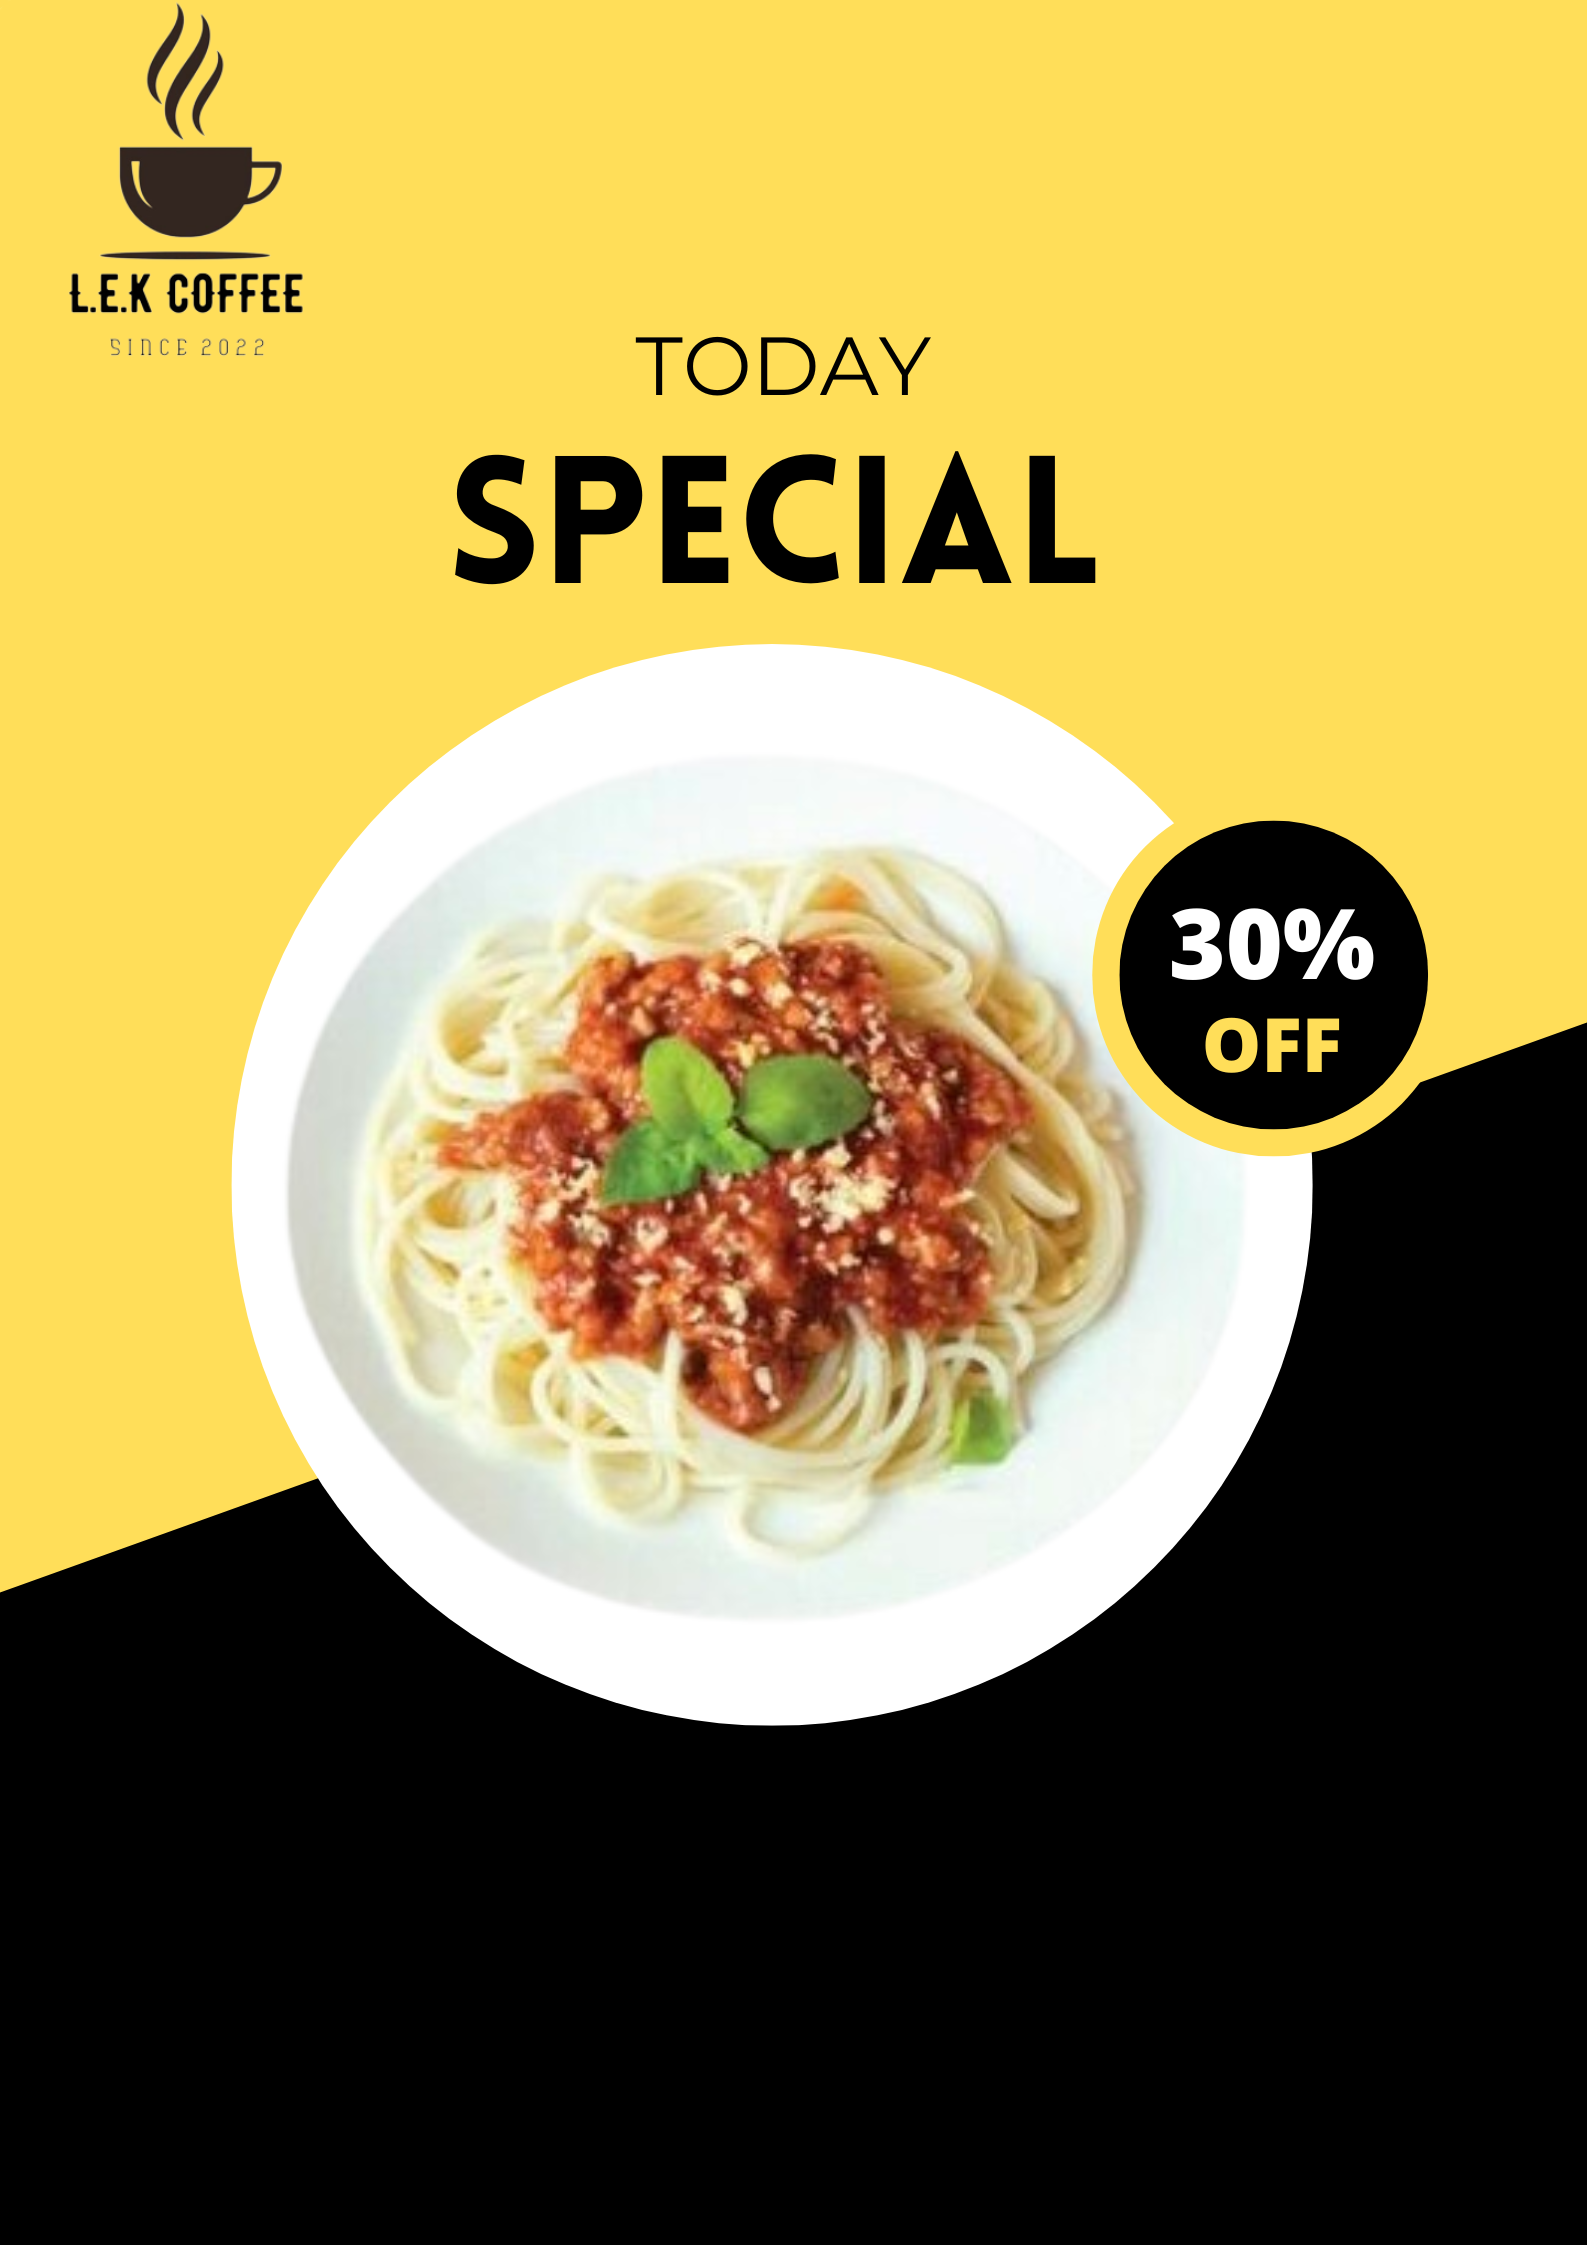 L.E.K COFFEE
SINCE 2022
TODAY
SPECIAL
30%
OFF